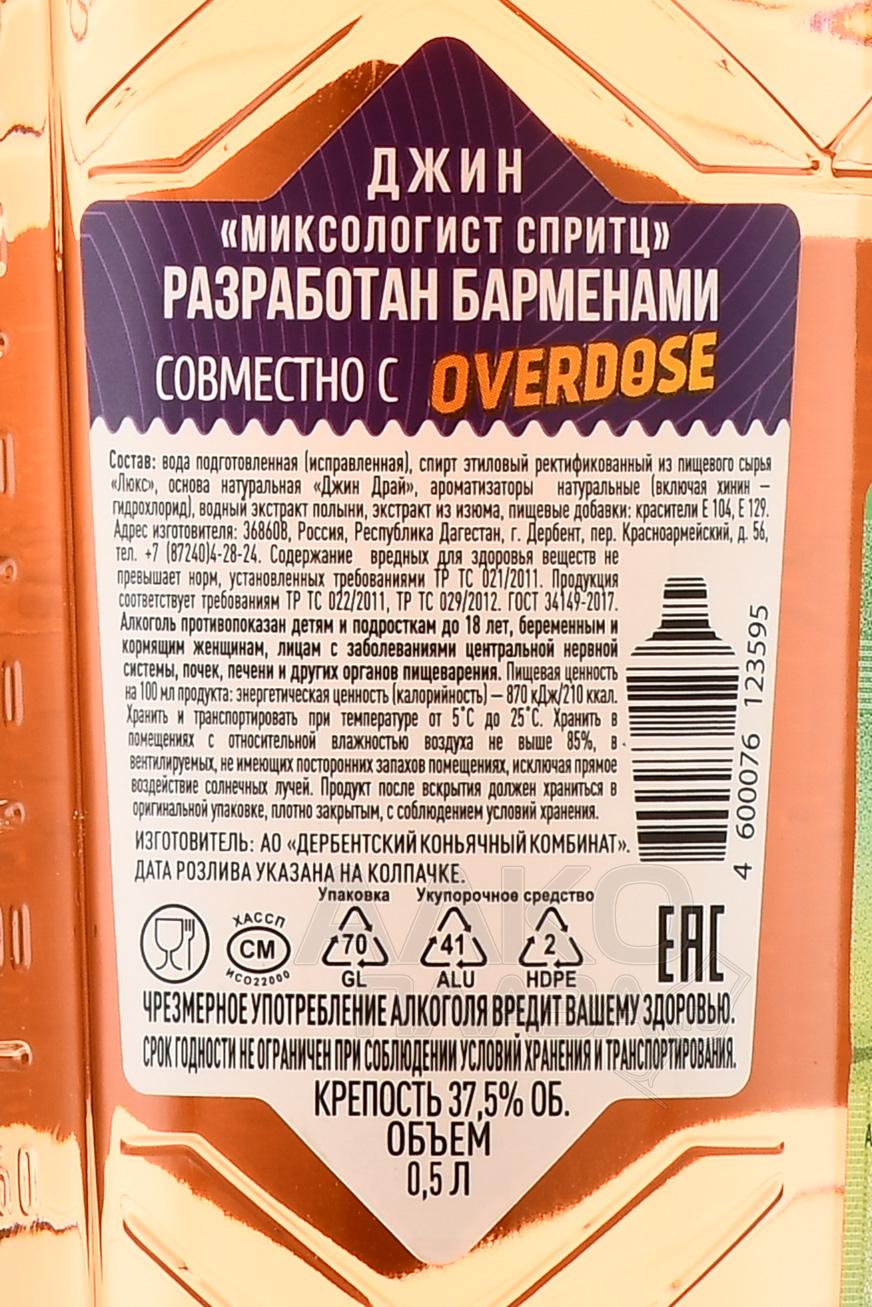 ДЖИН
«МИКСОЛОГИСТ СПРИТЦ»
РАЗРАБОТАН БАРМЕНАМИ
СОВМЕСТНО С OVERDOSE
Состав: вода подготовленная (исправленная), спирт этиловый ректификованный из пищевого сырья
«Люкс», основа натуральная «Джин Драй», ароматизаторы натуральные (включая хинин –
гидрохлорид), водный экстракт полыни, экстракт из изюма, пищевые добавки: красители Е 104, Е 129.
Адрес изготовителя: 368608, Россия, Республика Дагестан, г. Дербент, пер. Красноармейский, д. 56,
тел. +7 (87240)4-28-24. Содержание вредных для здоровья веществ не
превышает норм, установленных требованиями ТР ТС 021/2011. Продукция
соответствует требованиям ТР ТС 022/2011, ТР ТС 029/2012. ГОСТ 34149-2017.
Алкоголь противопоказан детям и подросткам до 18 лет, беременным и
кормящим женщинам, лицам с заболеваниями центральной нервной
системы, почек, печени и других органов пищеварения. Пищевая ценность
на 100 мл продукта: энергетическая ценность (калорийность) – 870 кДж/210 ккал.
Хранить и транспортировать при температуре от 5˚С до 25˚С. Хранить в
помещениях с относительной влажностью воздуха не выше 85%, в
вентилируемых, не имеющих посторонних запахов помещениях, исключая прямое
воздействие солнечных лучей. Продукт после вскрытия должен храниться в
оригинальной упаковке, плотно закрытым, с соблюдением условий хранения.
4 600076 123595
ИЗГОТОВИТЕЛЬ: АО «ДЕРБЕНТСКИЙ КОНЬЯЧНЫЙ КОМБИНАТ».
ДАТА РОЗЛИВА УКАЗАНА НА КОЛПАЧКЕ.
Упаковка Укупорочное средство
ХАССП
СМ
ИСО22000
70
GL
41
ALU
2
HDPE
ЕАС
ЧРЕЗМЕРНОЕ УПОТРЕБЛЕНИЕ АЛКОГОЛЯ ВРЕДИТ ВАШЕМУ ЗДОРОВЬЮ.
СРОК ГОДНОСТИ НЕ ОГРАНИЧЕН ПРИ СОБЛЮДЕНИИ УСЛОВИЙ ХРАНЕНИЯ И ТРАНСПОРТИРОВАНИЯ.
КРЕПОСТЬ 37,5% ОБ.
ОБЪЕМ
0,5 Л